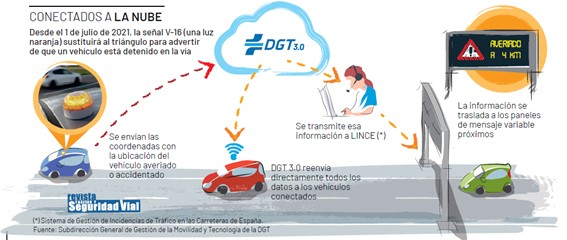 CONECTADOS A LA NUBE
Desde el 1 de julio de 2021, la señal V-16 (una luz
naranja) sustituirá al triángulo para advertir
de que un vehículo está detenido en la vía
DGT 3.0
AVERIADO
A 4 KM
La información se
traslada a los paneles
de mensaje variable
próximos
Se transmite esa
información a LINCE (*)
Se envían las
coordenadas con la
ubicación del
vehículo averiado o
accidentado
DGT 3.0 reenvía
directamente todos los
datos a los vehículos
conectados
revista
Seguridad Vial
(*) Sistema de Gestión de Incidencias de Tráfico en las Carreteras de España.
Fuente: Subdirección General de Gestión de la Movilidad y Tecnología de la DGT